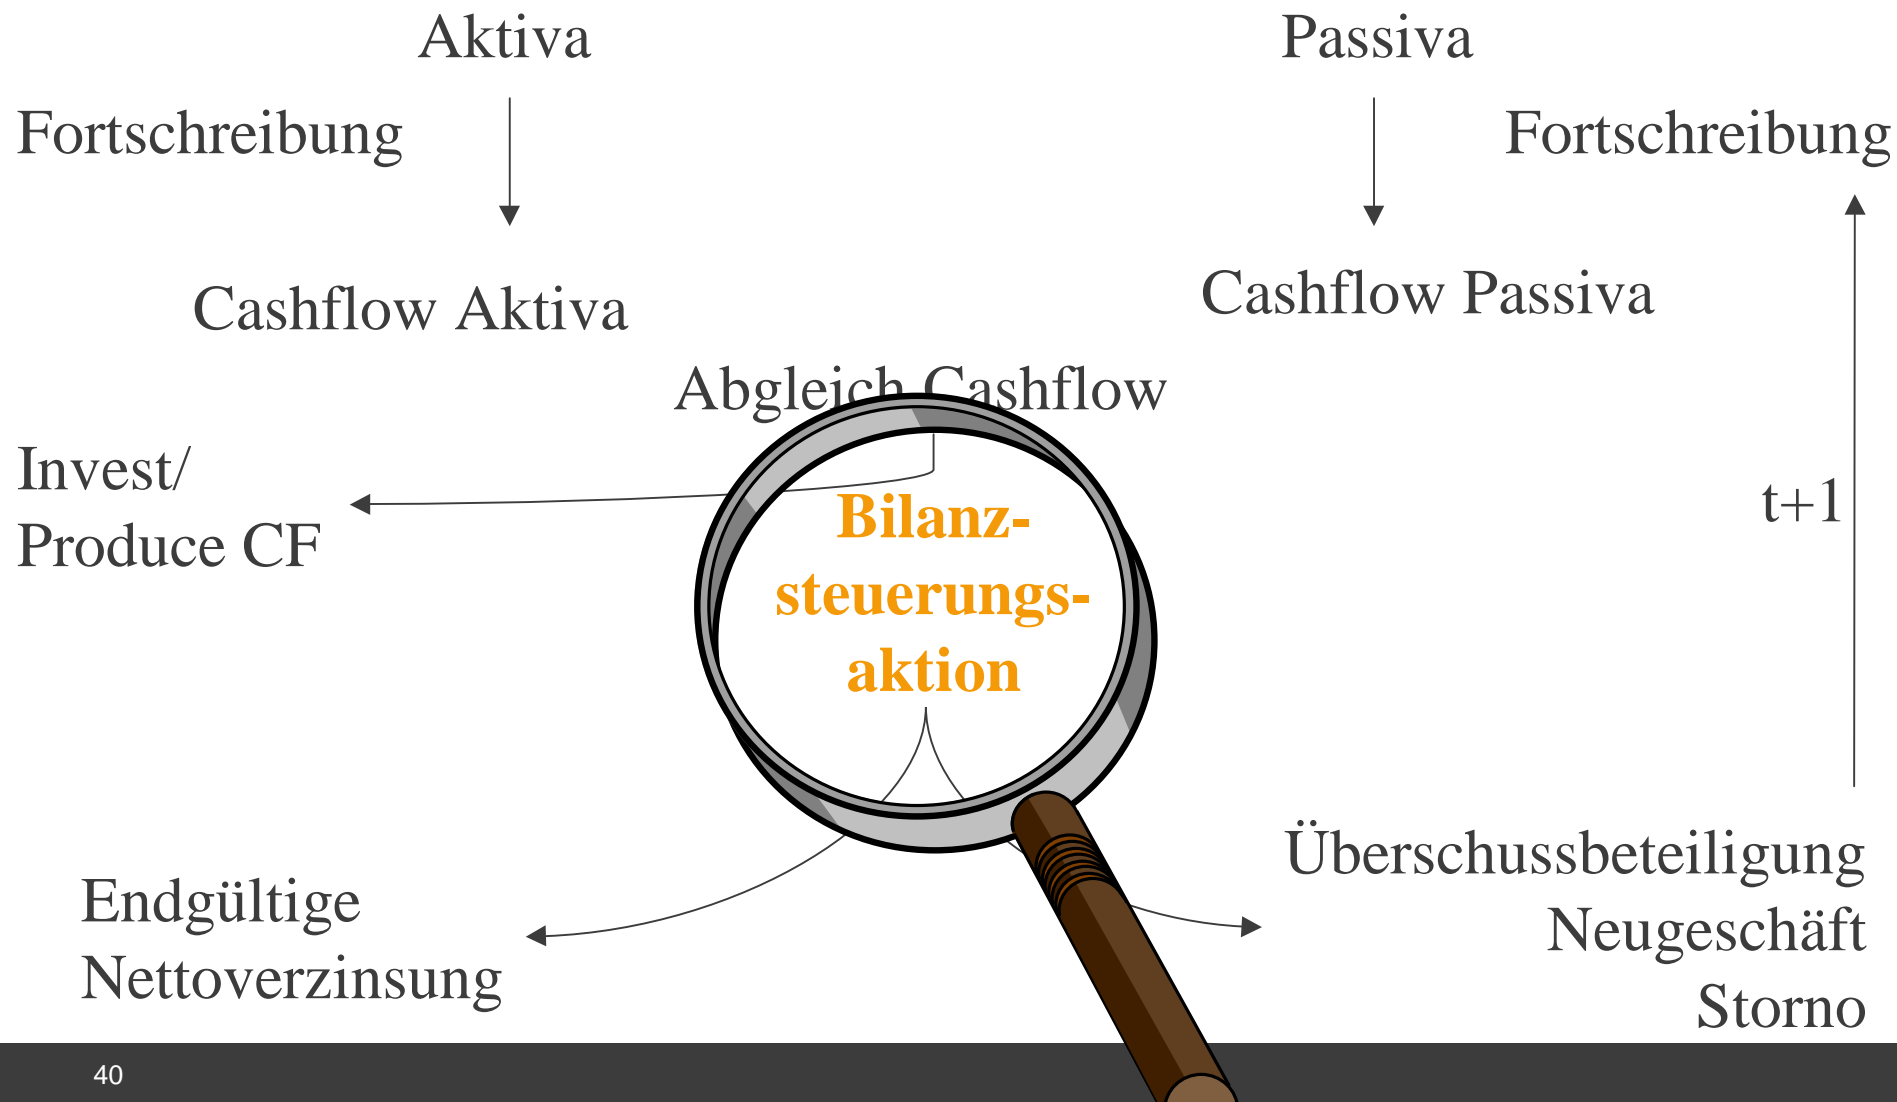 Aktiva
Passiva
Fortschreibung
Fortschreibung
Cashflow Aktiva
Cashflow Passiva
Abgleich Cashflow
Invest/
Produce CF
Bilanz-
steuerungs-
aktion
t+1
Endgültige
Nettoverzinsung
Überschussbeteiligung
Neugeschäft
Storno
40